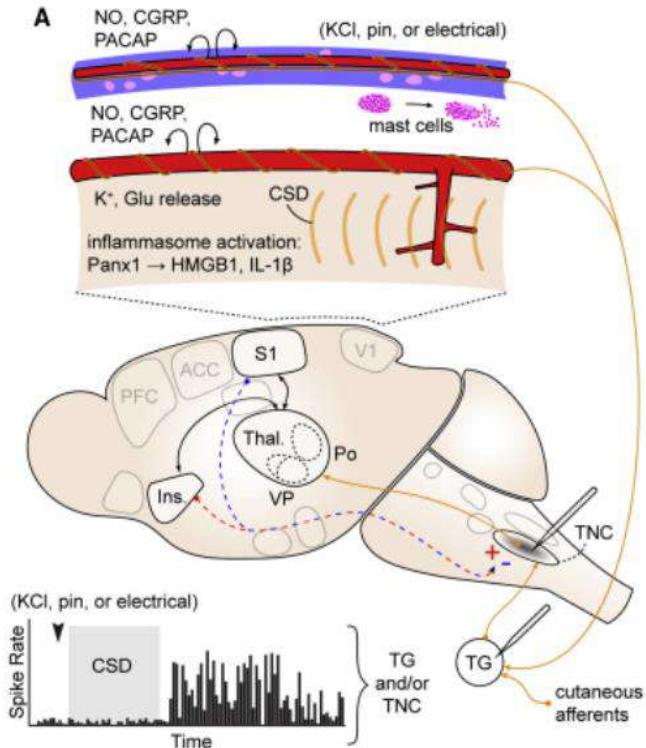 A
NO, CGRP,
PACAP
(KCl, pin, or electrical)
NO, CGRP,
PACAP
mast cells
K⁺, Glu release
CSD
inflammasome activation:
Panx1 → HMGB1, IL-1β
S1
V1
ACC
PFC
Thal.
Po
Ins.
VP
TNC
+
-
(KCl, pin, or electrical)
Spike Rate
CSD
Time
TG
and/or
TNC
TG
cutaneous
afferents